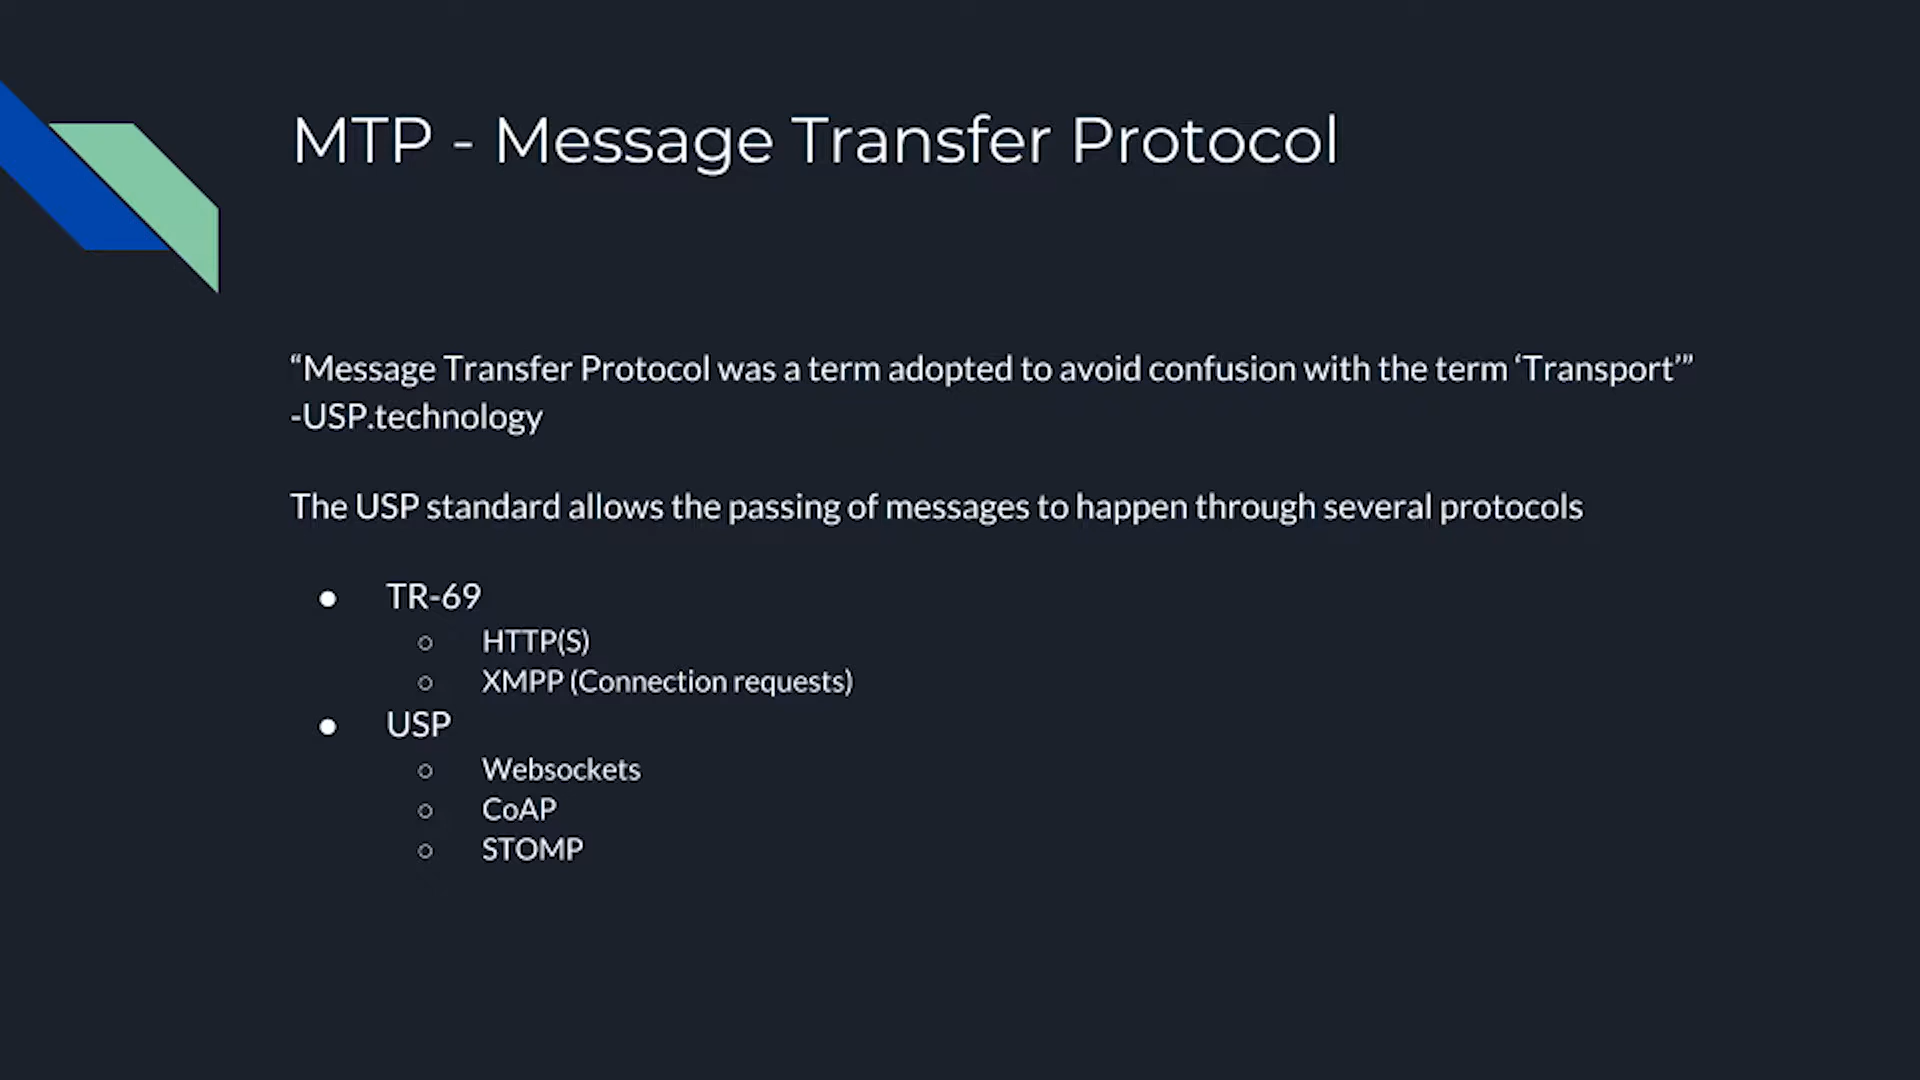 MTP - Message Transfer Protocol
“Message Transfer Protocol was a term adopted to avoid confusion with the term ‘Transport’”
-USP.technology
The USP standard allows the passing of messages to happen through several protocols
● TR-69
○ HTTP(S)
○ XMPP (Connection requests)
● USP
○ Websockets
○ CoAP
○ STOMP